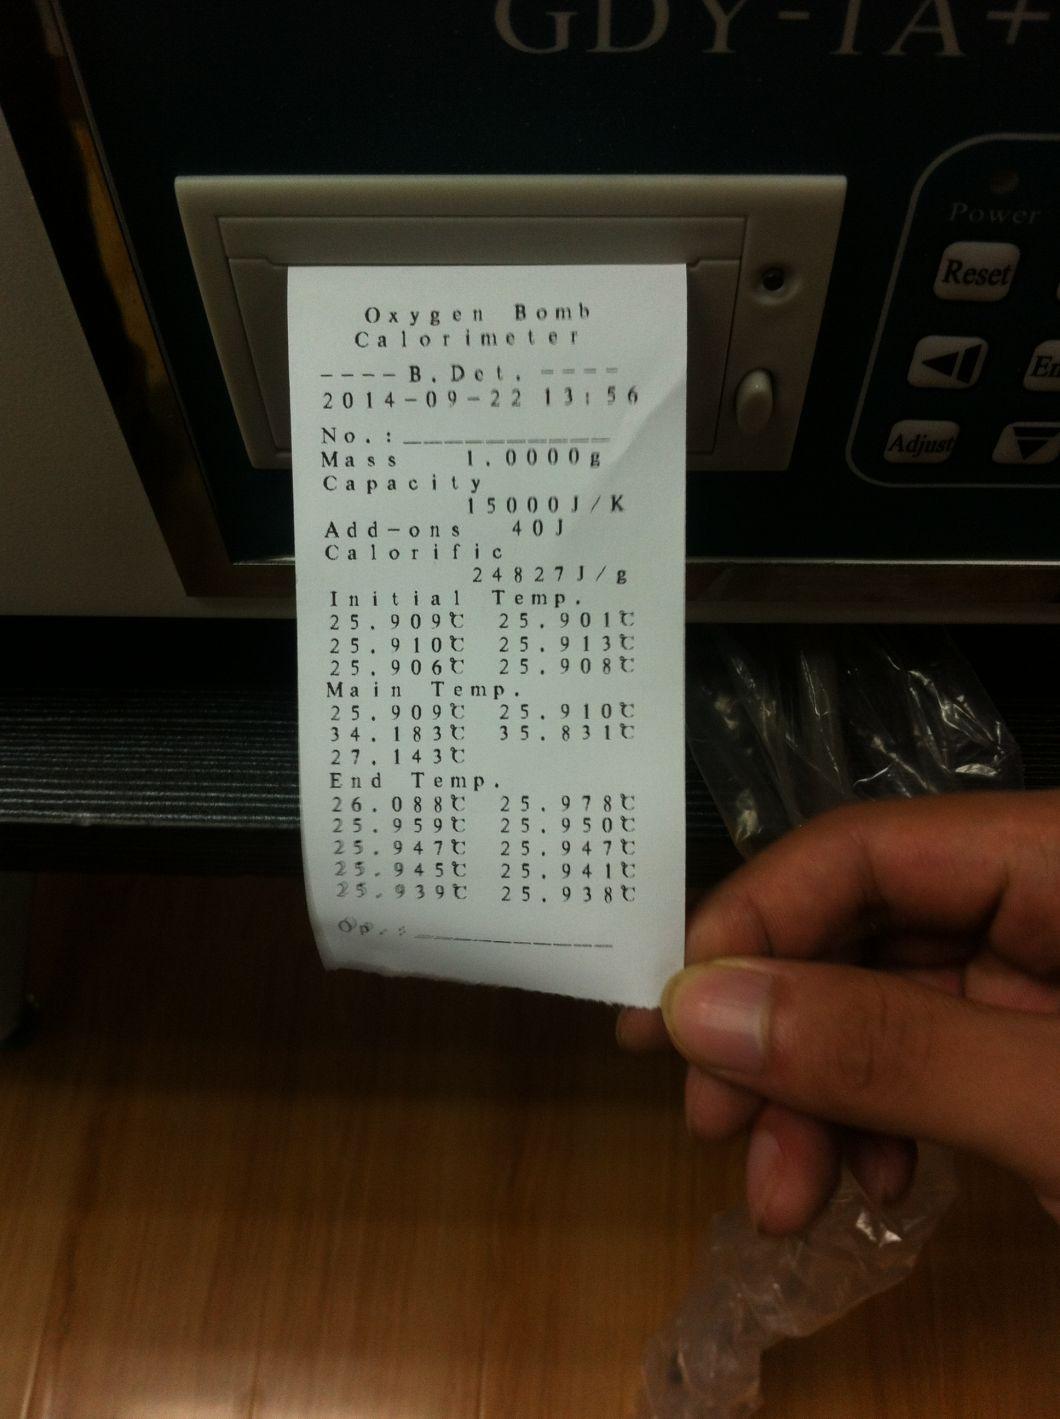 GDY-1A+
Power
Reset
Adjust
Oxygen Bomb
Calorimeter
----B.Det.----
2014-09-22 13:56
No.:__________
Mass 1.0000g
Capacity
15000J/K
Add-ons 40J
Calorific
24827J/g
Initial Temp.
25.909℃ 25.901℃
25.910℃ 25.913℃
25.906℃ 25.908℃
Main Temp.
25.909℃ 25.910℃
34.183℃ 35.831℃
27.143℃
End Temp.
26.088℃ 25.978℃
25.959℃ 25.950℃
25.947℃ 25.947℃
25.945℃ 25.941℃
25.939℃ 25.938℃
Op.:__________